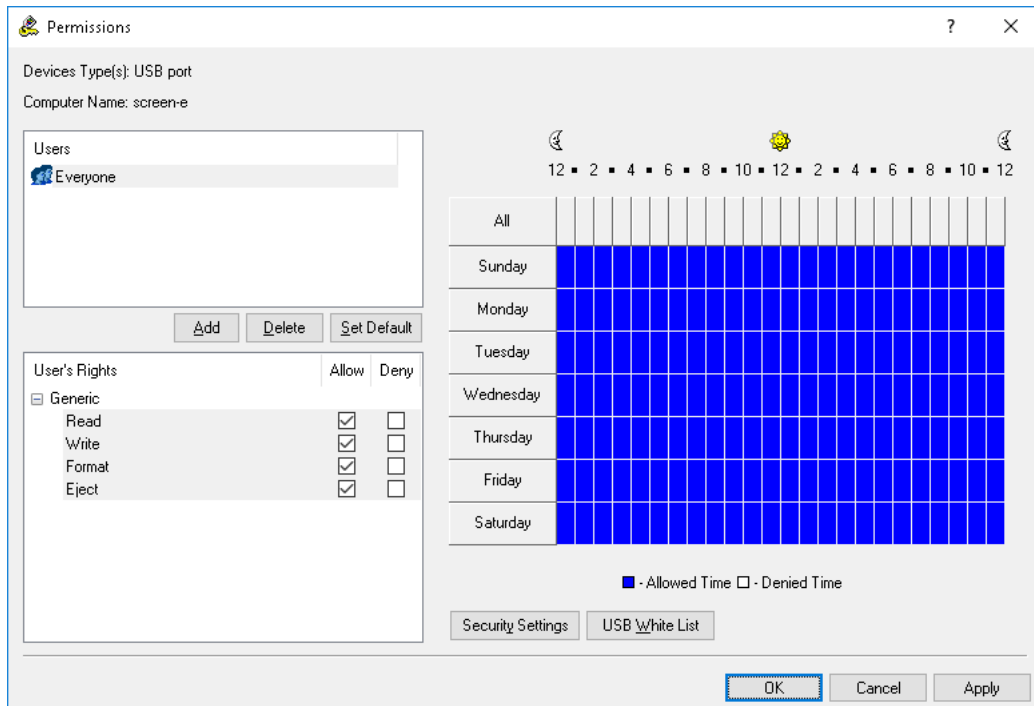 Permissions
?
Devices Type(s): USB port
Computer Name: screen-e
Users
Everyone
Add
Delete
Set Default
User's Rights
Allow
Deny
Generic
Read
Write
Format
Eject
12 ▪ 2 ▪ 4 ▪ 6 ▪ 8 ▪ 10 ▪ 12 ▪ 2 ▪ 4 ▪ 6 ▪ 8 ▪ 10 ▪ 12
All
Sunday
Monday
Tuesday
Wednesday
Thursday
Friday
Saturday
- Allowed Time - Denied Time
Security Settings
USB White List
OK
Cancel
Apply